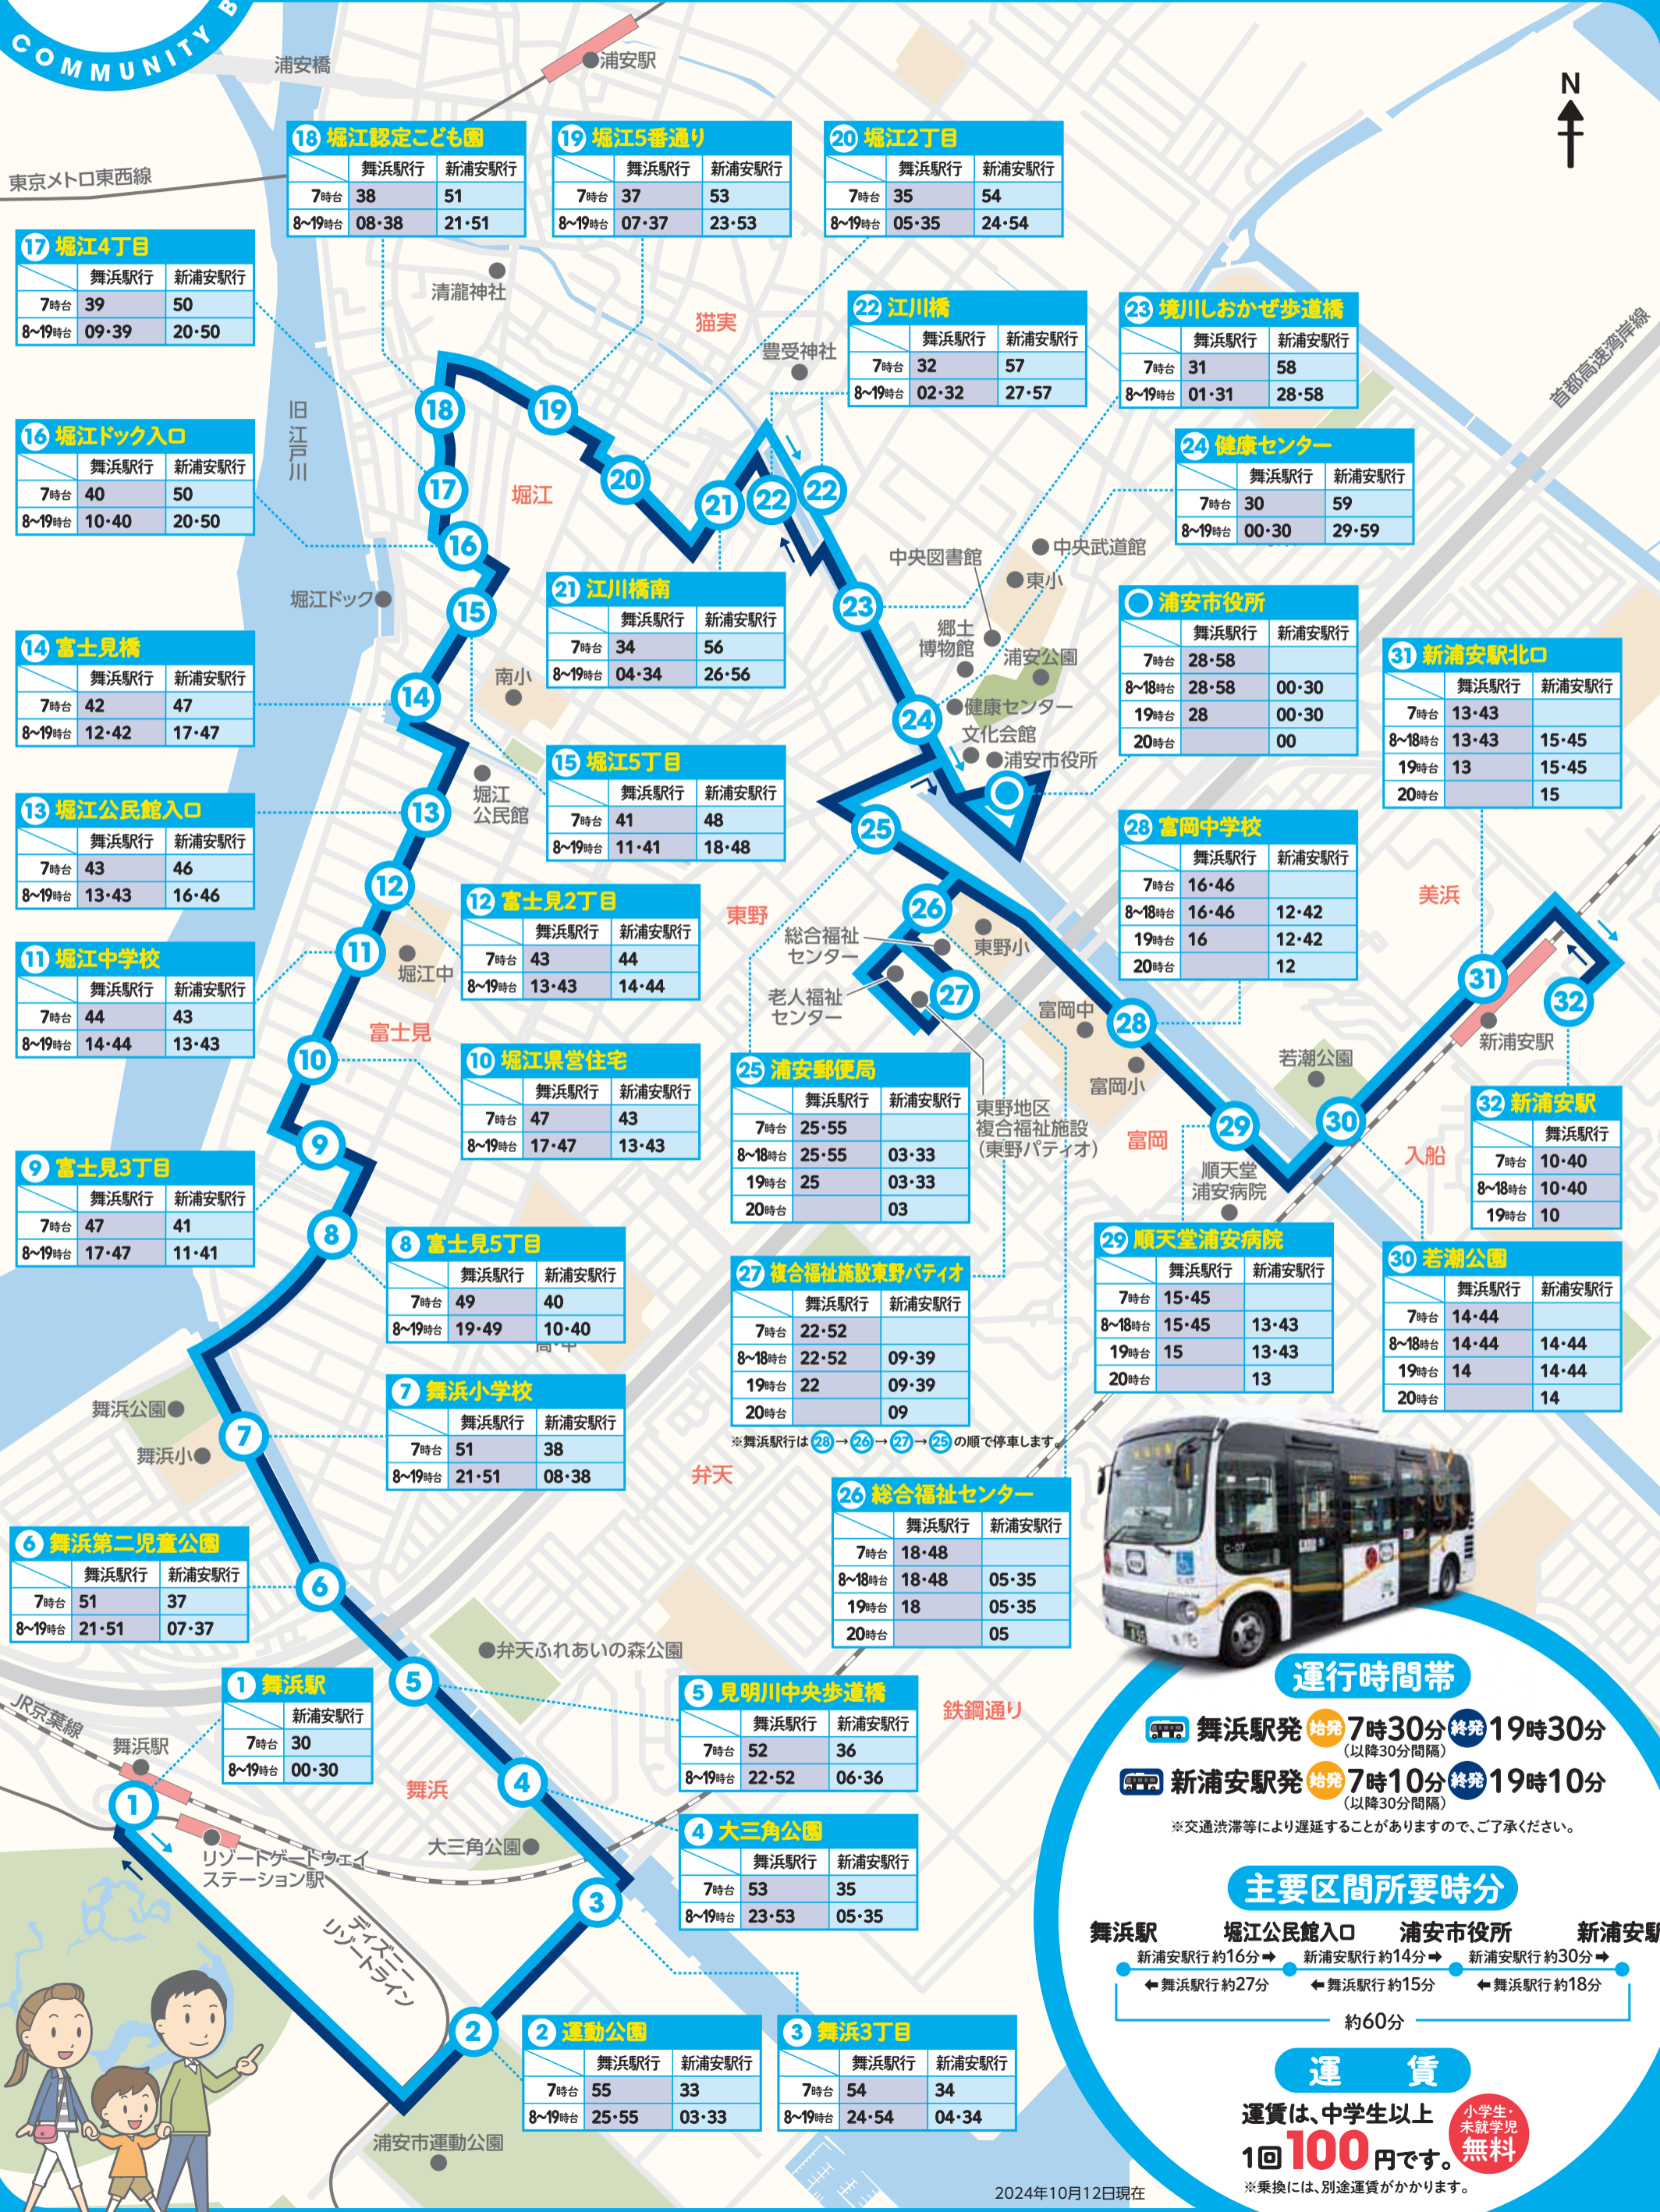 COMMUNITY B
浦安橋
浦安駅
N
東京メトロ東西線
18 堀江認定こども園
舞浜駅行 新浦安駅行
7時台 38 51
8~19時台 08・38 21・51
19 堀江5番通り
舞浜駅行 新浦安駅行
7時台 37 53
8~19時台 07・37 23・53
20 堀江2丁目
舞浜駅行 新浦安駅行
7時台 35 54
8~19時台 05・35 24・54
17 堀江4丁目
舞浜駅行 新浦安駅行
7時台 39 50
8~19時台 09・39 20・50
清瀧神社
猫実
豊受神社
22 江川橋
舞浜駅行 新浦安駅行
7時台 32 57
8~19時台 02・32 27・57
23 境川しおかぜ歩道橋
舞浜駅行 新浦安駅行
7時台 31 58
8~19時台 01・31 28・58
首都高速湾岸線
旧江戸川
16 堀江ドック入口
舞浜駅行 新浦安駅行
7時台 40 50
8~19時台 10・40 20・50
24 健康センター
舞浜駅行 新浦安駅行
7時台 30 59
8~19時台 00・30 29・59
18
19
20
17
21
22
22
16
堀江
15
23
堀江ドック
中央図書館
中央武道館
東小
郷土
博物館
浦安公園
健康センター
文化会館
浦安市役所
21 江川橋南
舞浜駅行 新浦安駅行
7時台 34 56
8~19時台 04・34 26・56
浦安市役所
舞浜駅行 新浦安駅行
7時台 28・58
8~18時台 28・58 00・30
19時台 28 00・30
20時台 00
31 新浦安駅北口
舞浜駅行 新浦安駅行
7時台 13・43
8~18時台 13・43 15・45
19時台 13 15・45
20時台 15
14 富士見橋
舞浜駅行 新浦安駅行
7時台 42 47
8~19時台 12・42 17・47
14
南小
24
15 堀江5丁目
舞浜駅行 新浦安駅行
7時台 41 48
8~19時台 11・41 18・48
堀江
公民館
13 堀江公民館入口
舞浜駅行 新浦安駅行
7時台 43 46
8~19時台 13・43 16・46
13
25
28 富岡中学校
舞浜駅行 新浦安駅行
7時台 16・46
8~18時台 16・46 12・42
19時台 16 12・42
20時台 12
美浜
12
12 富士見2丁目
舞浜駅行 新浦安駅行
7時台 43 44
8~19時台 13・43 14・44
東野
26
総合福祉
センター
東野小
老人福祉
センター
27
11 堀江中学校
舞浜駅行 新浦安駅行
7時台 44 43
8~19時台 14・44 13・43
11
堀江中
富士見
富岡中
28
富岡小
31
32
新浦安駅
若潮公園
10
10 堀江県営住宅
舞浜駅行 新浦安駅行
7時台 47 43
8~19時台 17・47 13・43
25 浦安郵便局
舞浜駅行 新浦安駅行
7時台 25・55
8~18時台 25・55 03・33
19時台 25 03・33
20時台 03
東野地区
複合福祉施設
(東野パティオ)
富岡
29
30
入船
順天堂
浦安病院
32 新浦安駅
舞浜駅行
7時台 10・40
8~18時台 10・40
19時台 10
9 富士見3丁目
舞浜駅行 新浦安駅行
7時台 47 41
8~19時台 17・47 11・41
9
8
8 富士見5丁目
舞浜駅行 新浦安駅行
7時台 49 40
8~19時台 19・49 10・40
高・中
27 複合福祉施設東野パティオ
舞浜駅行 新浦安駅行
7時台 22・52
8~18時台 22・52 09・39
19時台 22 09・39
20時台 09
※舞浜駅行は28→26→27→25の順で停車します。
29 順天堂浦安病院
舞浜駅行 新浦安駅行
7時台 15・45
8~18時台 15・45 13・43
19時台 15 13・43
20時台 13
30 若潮公園
舞浜駅行 新浦安駅行
7時台 14・44
8~18時台 14・44 14・44
19時台 14 14・44
20時台 14
舞浜公園
舞浜小
7
7 舞浜小学校
舞浜駅行 新浦安駅行
7時台 51 38
8~19時台 21・51 08・38
弁天
26 総合福祉センター
舞浜駅行 新浦安駅行
7時台 18・48
8~18時台 18・48 05・35
19時台 18 05・35
20時台 05
6 舞浜第二児童公園
舞浜駅行 新浦安駅行
7時台 51 37
8~19時台 21・51 07・37
6
弁天ふれあいの森公園
5
5 見明川中央歩道橋
舞浜駅行 新浦安駅行
7時台 52 36
8~19時台 22・52 06・36
鉄鋼通り
1 舞浜駅
新浦安駅行
7時台 30
8~19時台 00・30
JR京葉線
舞浜駅
1
舞浜
4
大三角公園
4 大三角公園
舞浜駅行 新浦安駅行
7時台 53 35
8~19時台 23・53 05・35
リゾートゲートウェイ
ステーション駅
3
ディズニー
リゾートライン
2
2 運動公園
舞浜駅行 新浦安駅行
7時台 55 33
8~19時台 25・55 03・33
3 舞浜3丁目
舞浜駅行 新浦安駅行
7時台 54 34
8~19時台 24・54 04・34
浦安市運動公園
運行時間帯
舞浜駅発 始発 7時30分 終発 19時30分
(以降30分間隔)
新浦安駅発 始発 7時10分 終発 19時10分
(以降30分間隔)
※交通渋滞等により遅延することがありますので、ご了承ください。
主要区間所要時分
舞浜駅 堀江公民館入口 浦安市役所 新浦安駅
新浦安駅行 約16分➡ 新浦安駅行 約14分➡ 新浦安駅行 約30分➡
⬅舞浜駅行 約27分 ⬅舞浜駅行 約15分 ⬅舞浜駅行 約18分
約60分
運 賃
運賃は、中学生以上
1回100円です。
小学生・
未就学児
無料
※乗換には、別途運賃がかかります。
2024年10月12日現在